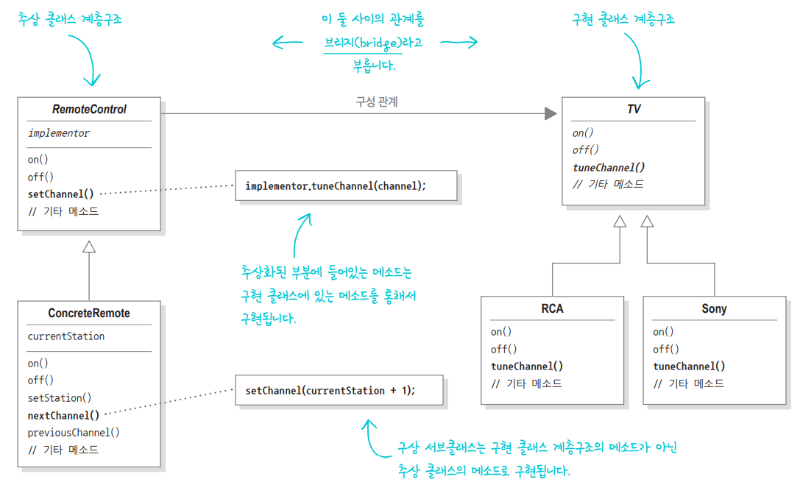 추상 클래스 계층구조
이 둘 사이의 관계를
브리지(bridge)라고
부릅니다.
구현 클래스 계층구조
구성 관계
RemoteControl
implementor
on()
off()
setChannel()
// 기타 메소드
implementor.tuneChannel(channel);
TV
on()
off()
tuneChannel()
// 기타 메소드
추상화된 부분에 들어있는 메소드는
구현 클래스에 있는 메소드를 통해서
구현됩니다.
ConcreteRemote
currentStation
on()
off()
setStation()
nextChannel()
previousChannel()
// 기타 메소드
setChannel(currentStation + 1);
RCA
on()
off()
tuneChannel()
// 기타 메소드
Sony
on()
off()
tuneChannel()
// 기타 메소드
구상 서브클래스는 구현 클래스 계층구조의 메소드가 아닌
추상 클래스의 메소드로 구현됩니다.